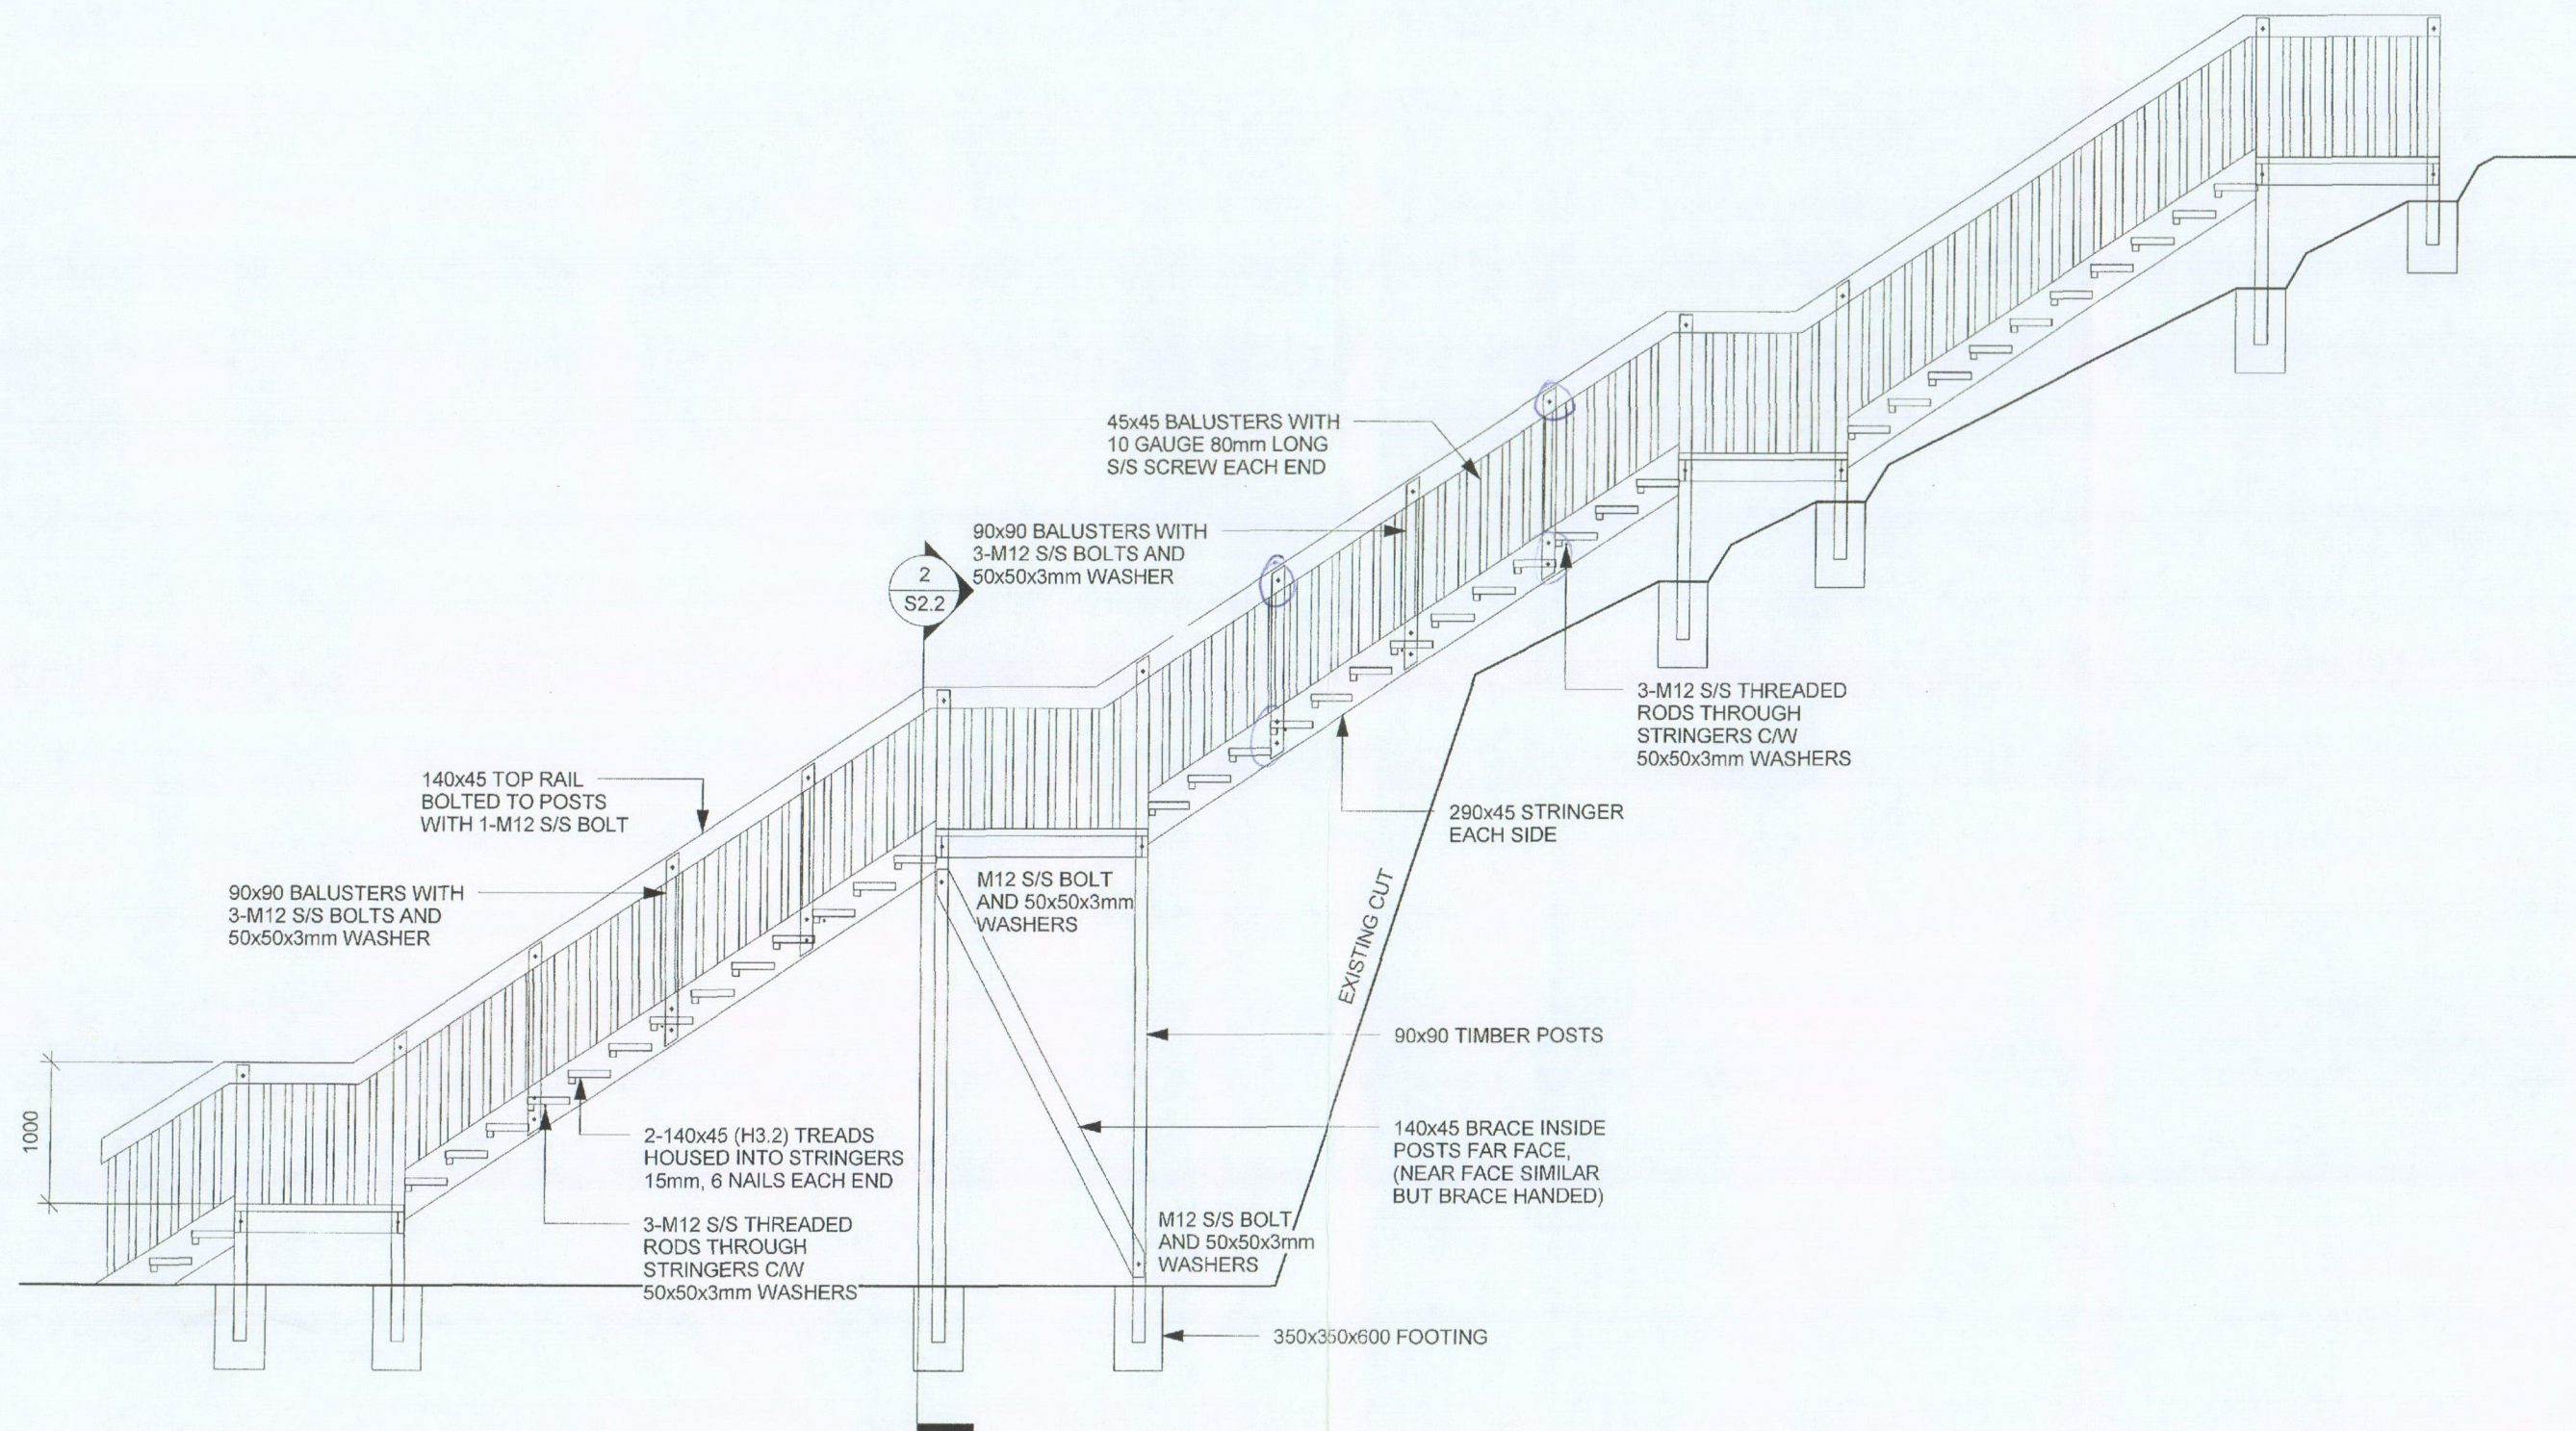 45x45 BALUSTERS WITH
10 GAUGE 80mm LONG
S/S SCREW EACH END
90x90 BALUSTERS WITH
3-M12 S/S BOLTS AND
50x50x3mm WASHER
2
S2.2
3-M12 S/S THREADED
RODS THROUGH
STRINGERS C/W
50x50x3mm WASHERS
140x45 TOP RAIL
BOLTED TO POSTS
WITH 1-M12 S/S BOLT
290x45 STRINGER
EACH SIDE
90x90 BALUSTERS WITH
3-M12 S/S BOLTS AND
50x50x3mm WASHER
M12 S/S BOLT
AND 50x50x3mm
WASHERS
EXISTING CUT
90x90 TIMBER POSTS
1000
2-140x45 (H3.2) TREADS
HOUSED INTO STRINGERS
15mm, 6 NAILS EACH END
140x45 BRACE INSIDE
POSTS FAR FACE,
(NEAR FACE SIMILAR
BUT BRACE HANDED)
3-M12 S/S THREADED
RODS THROUGH
STRINGERS C/W
50x50x3mm WASHERS
M12 S/S BOLT
AND 50x50x3mm
WASHERS
350x350x600 FOOTING